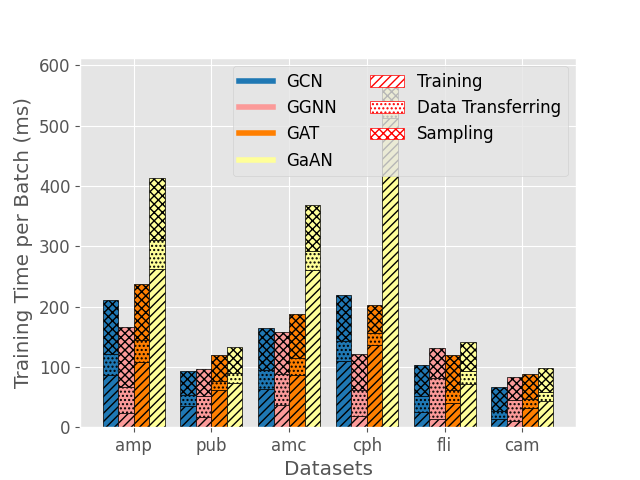 600
500
400
300
200
100
0
Training Time per Batch (ms)
GCN
GGNN
GAT
GaAN
Training
Data Transferring
Sampling
amp pub amc cph fli cam
Datasets